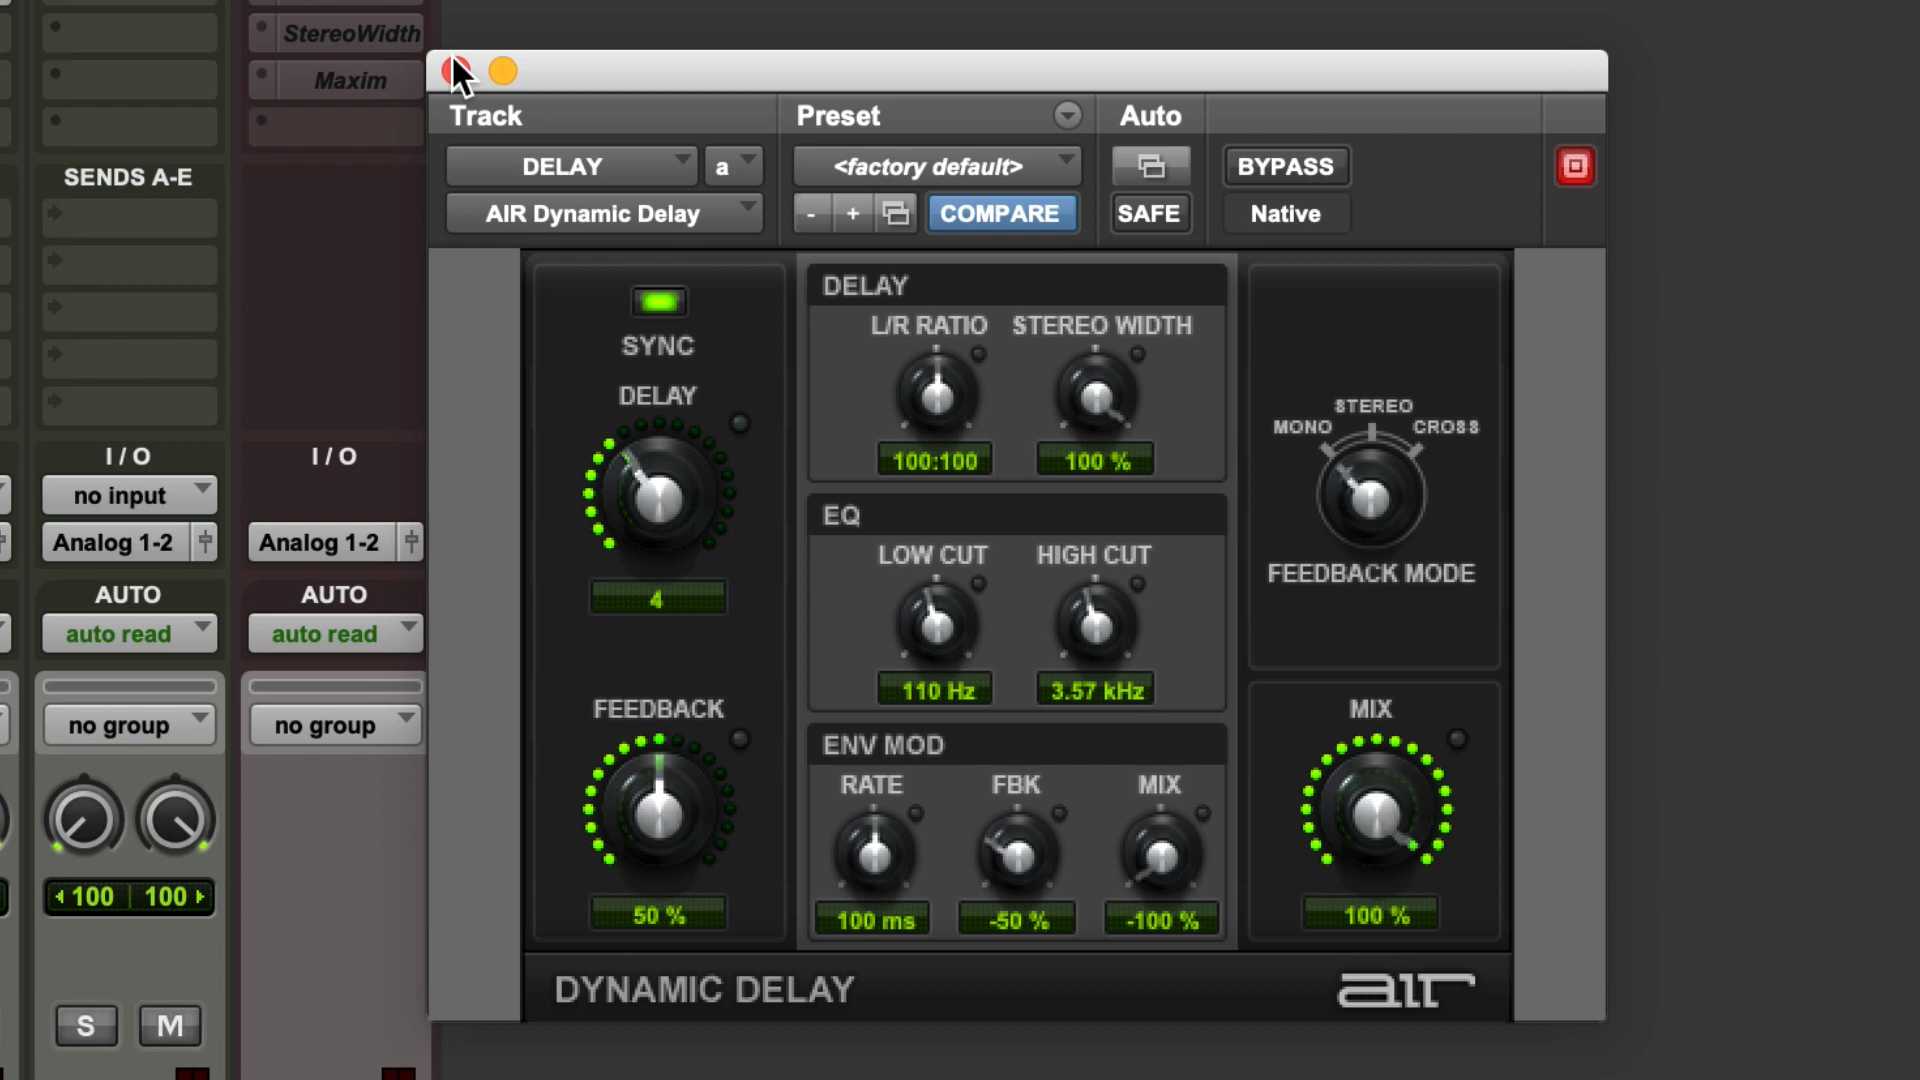 StereoWidth
Maxim
SENDS A-E
I / O
no input
Analog 1-2
AUTO
auto read
no group
100 100
S M
I / O
Analog 1-2
AUTO
auto read
no group
Track
DELAY a
AIR Dynamic Delay
Preset
<factory default>
- + COMPARE
Auto
SAFE
BYPASS
Native
SYNC
DELAY
4
FEEDBACK
50 %
DELAY
L/R RATIO STEREO WIDTH
100:100 100 %
EQ
LOW CUT HIGH CUT
110 Hz 3.57 kHz
ENV MOD
RATE FBK MIX
100 ms -50 % -100 %
STEREO
MONO CROSS
FEEDBACK MODE
MIX
100 %
DYNAMIC DELAY
air